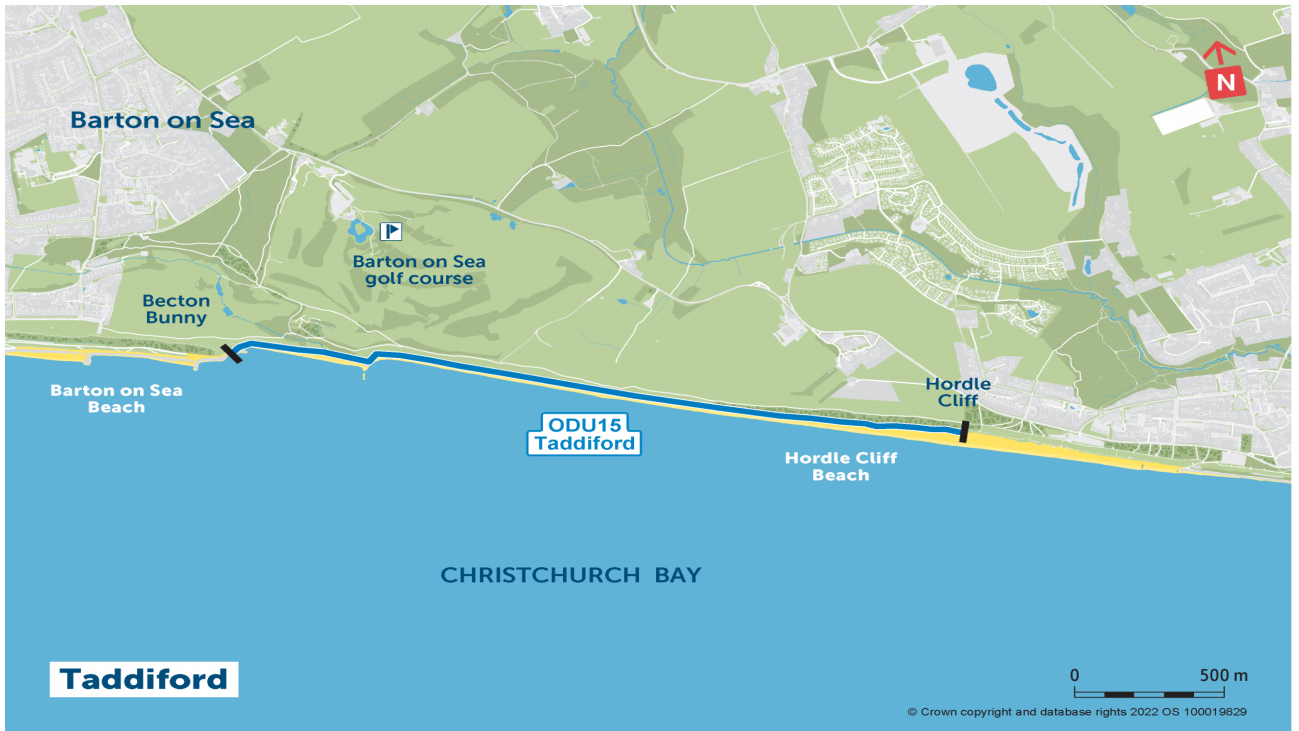 N
Barton on Sea
Barton on Sea
golf course
Becton
Bunny
Barton on Sea
Beach
Hordle
Cliff
ODU15
Taddiford
Hordle Cliff
Beach
CHRISTCHURCH BAY
Taddiford
0 500 m
© Crown copyright and database rights 2022 OS 100019829